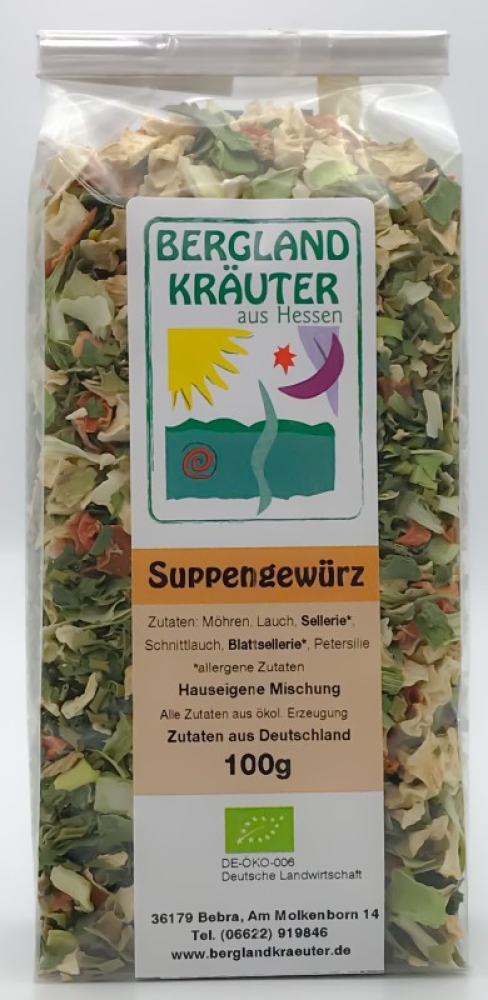 BERGLAND
KRÄUTER
aus Hessen
Suppengewürz
Zutaten: Möhren, Lauch, Sellerie*,
Schnittlauch, Blattsellerie*, Petersilie
*allergene Zutaten
Hauseigene Mischung
Alle Zutaten aus ökol. Erzeugung
Zutaten aus Deutschland
100g
DE-ÖKO-006
Deutsche Landwirtschaft
36179 Bebra, Am Molkenborn 14
Tel. (06622) 919846
www.berglandkraeuter.de